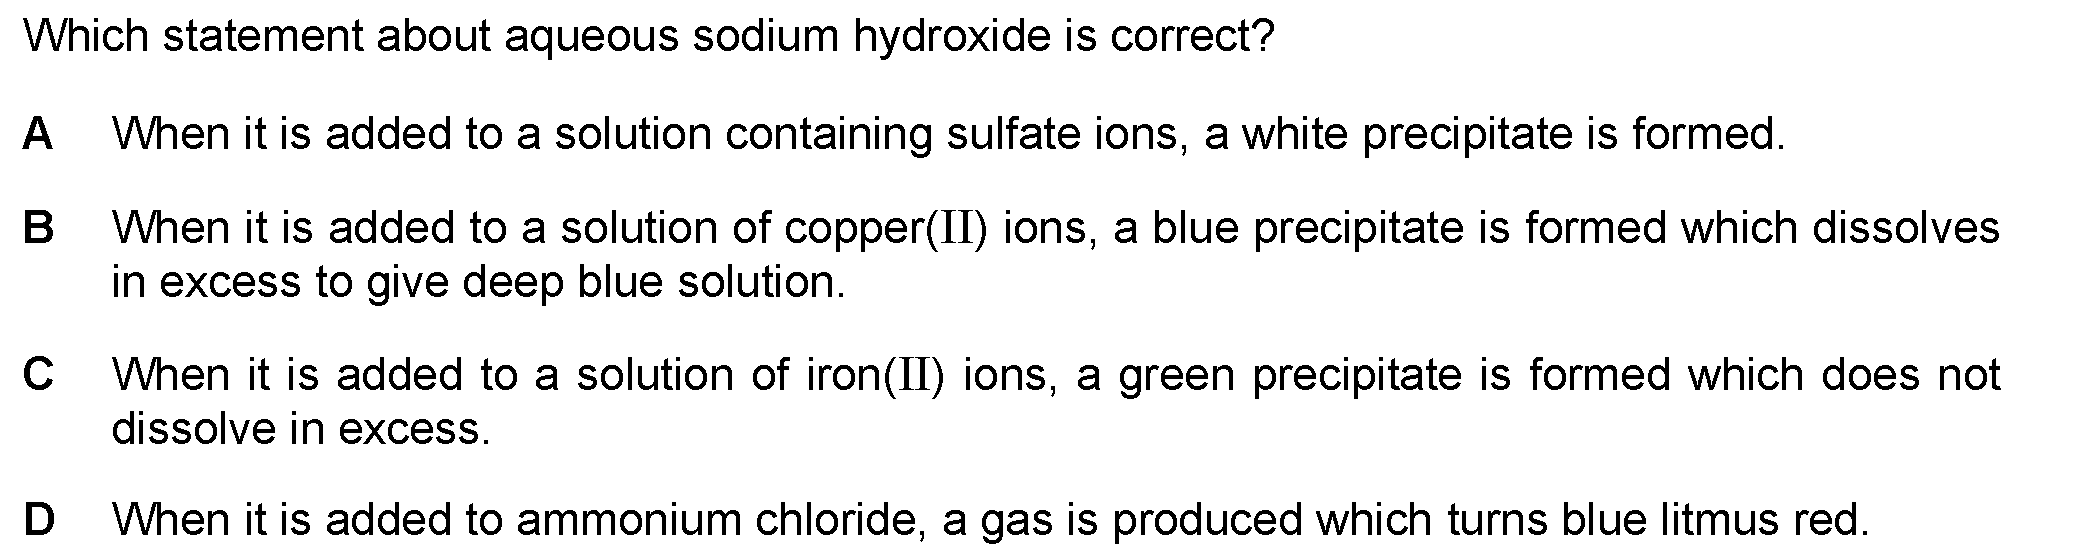 Which statement about aqueous sodium hydroxide is correct?
A When it is added to a solution containing sulfate ions, a white precipitate is formed.
B When it is added to a solution of copper(II) ions, a blue precipitate is formed which dissolves
in excess to give deep blue solution.
C When it is added to a solution of iron(II) ions, a green precipitate is formed which does not
dissolve in excess.
D When it is added to ammonium chloride, a gas is produced which turns blue litmus red.